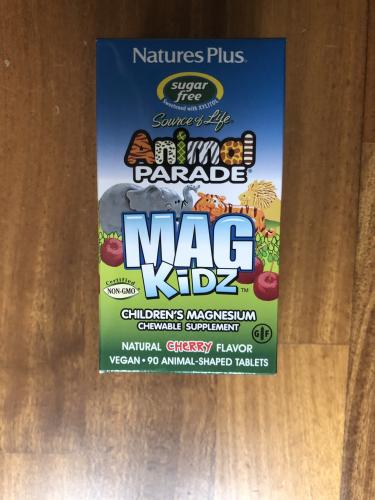 NaturesPlus®
sugar
free
Sweetened with XYLITOL
Source of Life®
Animal
PARADE®
MAG
KiDZ™
Certified
NON-GMO
CHILDREN'S MAGNESIUM
CHEWABLE SUPPLEMENT
GF
NATURAL CHERRY FLAVOR
VEGAN • 90 ANIMAL-SHAPED TABLETS